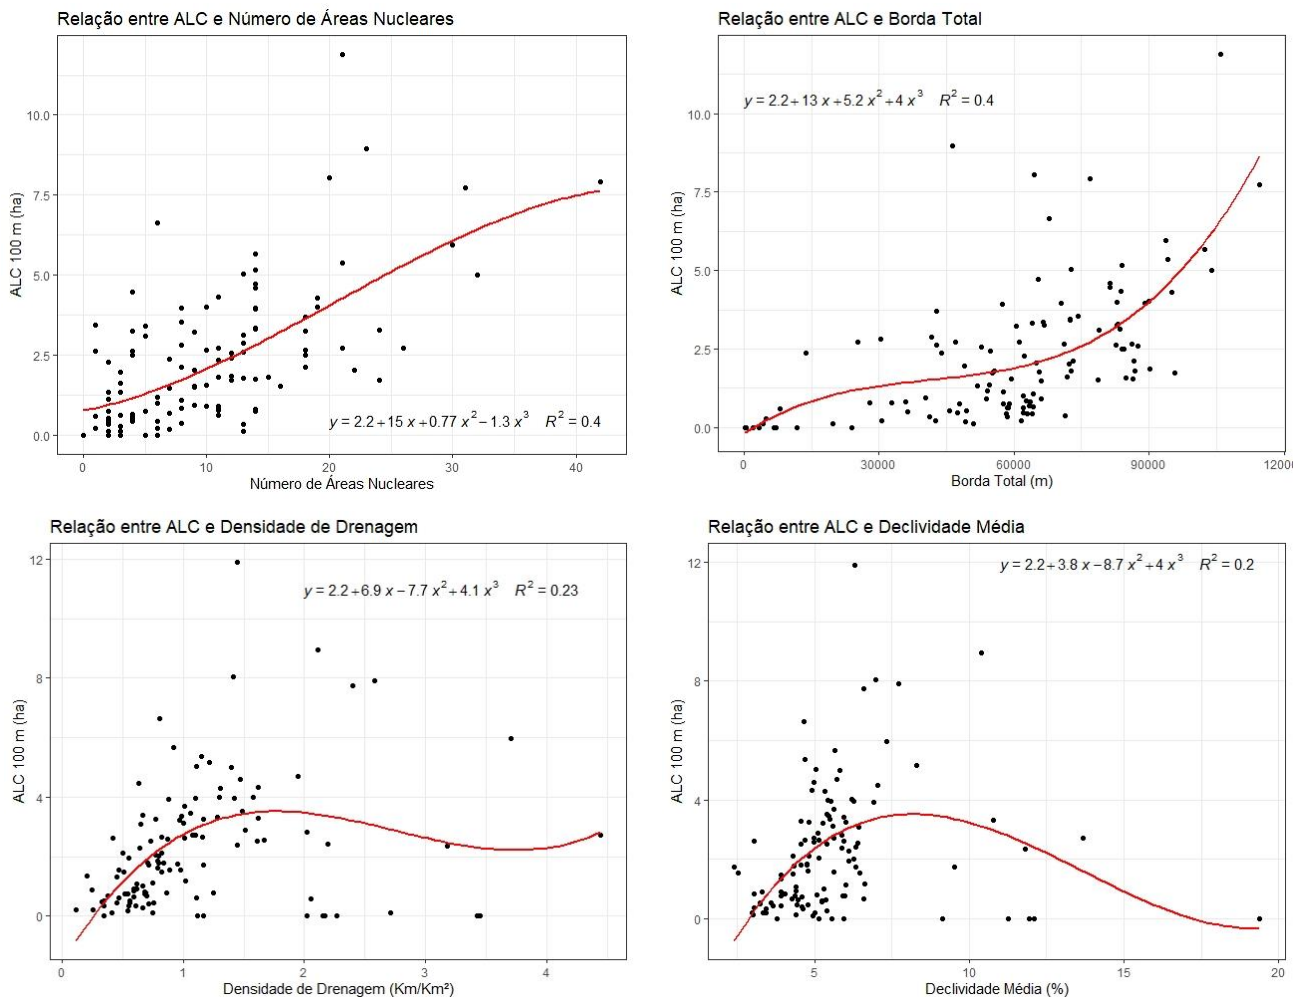 Relação entre ALC e Número de Áreas Nucleares
ALC 100 m (ha)
10.0
7.5
5.0
2.5
0.0
y = 2.2+15 x+0.77 x² −1.3 x³ R² = 0.4
0 10 20 30 40
Número de Áreas Nucleares
Relação entre ALC e Borda Total
ALC 100 m (ha)
y = 2.2+13 x+5.2 x² +4 x³ R² = 0.4
10.0
7.5
5.0
2.5
0.0
0 30000 60000 90000 12000
Borda Total (m)
Relação entre ALC e Densidade de Drenagem
ALC 100 m (ha)
12
y = 2.2+6.9 x−7.7 x² +4.1 x³ R² = 0.23
8
4
0
0 1 2 3 4
Densidade de Drenagem (Km/Km²)
Relação entre ALC e Declividade Média
ALC 100 m (ha)
12
y = 2.2+3.8 x−8.7 x² +4 x³ R² = 0.2
8
4
0
5 10 15 20
Declividade Média (%)